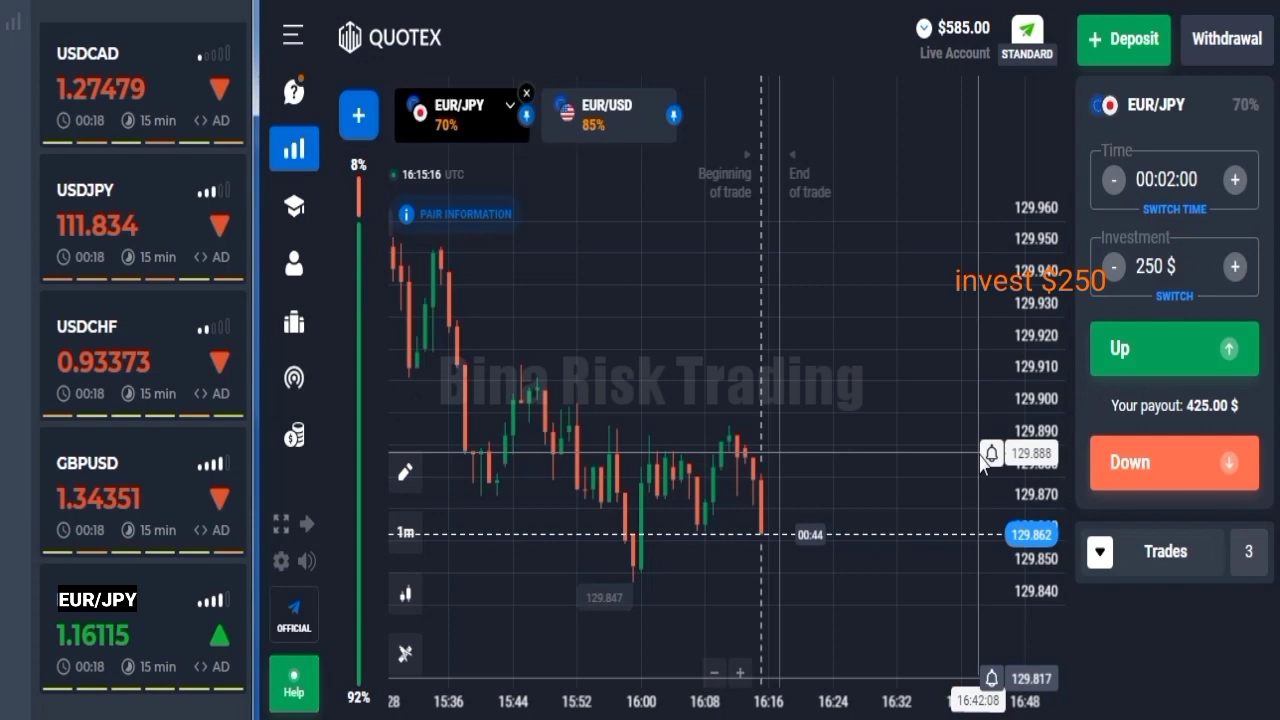 USDCAD
1.27479
00:18 15 min <> AD
USDJPY
111.834
00:18 15 min <> AD
USDCHF
0.93373
00:18 15 min <> AD
GBPUSD
1.34351
00:18 15 min <> AD
EUR/JPY
1.16115
00:18 15 min <> AD
QUOTEX
$585.00
Live Account
STANDARD
+ Deposit
Withdrawal
+
EUR/JPY
70%
EUR/USD
85%
8%
16:15:16 UTC
PAIR INFORMATION
Beginning
of trade
End
of trade
129.960
129.950
129.940
129.930
129.920
129.910
129.900
129.890
129.888
129.870
129.862
129.850
129.840
129.817
Bina Risk Trading
invest $250
1m
00:44
129.847
- +
92%
28 15:36 15:44 15:52 16:00 16:08 16:16 16:24 16:32 16:42:08 16:48
OFFICIAL
Help
EUR/JPY 70%
Time
- 00:02:00 +
SWITCH TIME
Investment
- 250 $ +
SWITCH
Up
Your payout: 425.00 $
Down
Trades 3